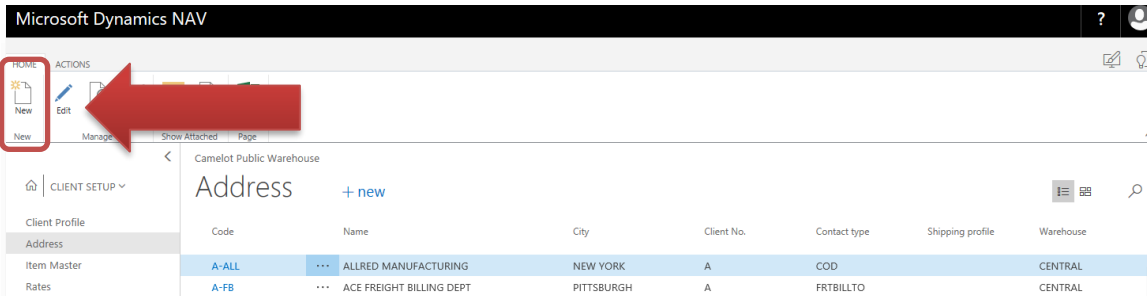 Microsoft Dynamics NAV ?
HOME ACTIONS
New Edit
New Manage Show Attached Page
Camelot Public Warehouse
CLIENT SETUP
Address + new
Client Profile
Address
Item Master
Rates
Code Name City Client No. Contact type Shipping profile Warehouse
A-ALL ··· ALLRED MANUFACTURING NEW YORK A COD CENTRAL
A-FB ··· ACE FREIGHT BILLING DEPT PITTSBURGH A FRTBILLTO CENTRAL